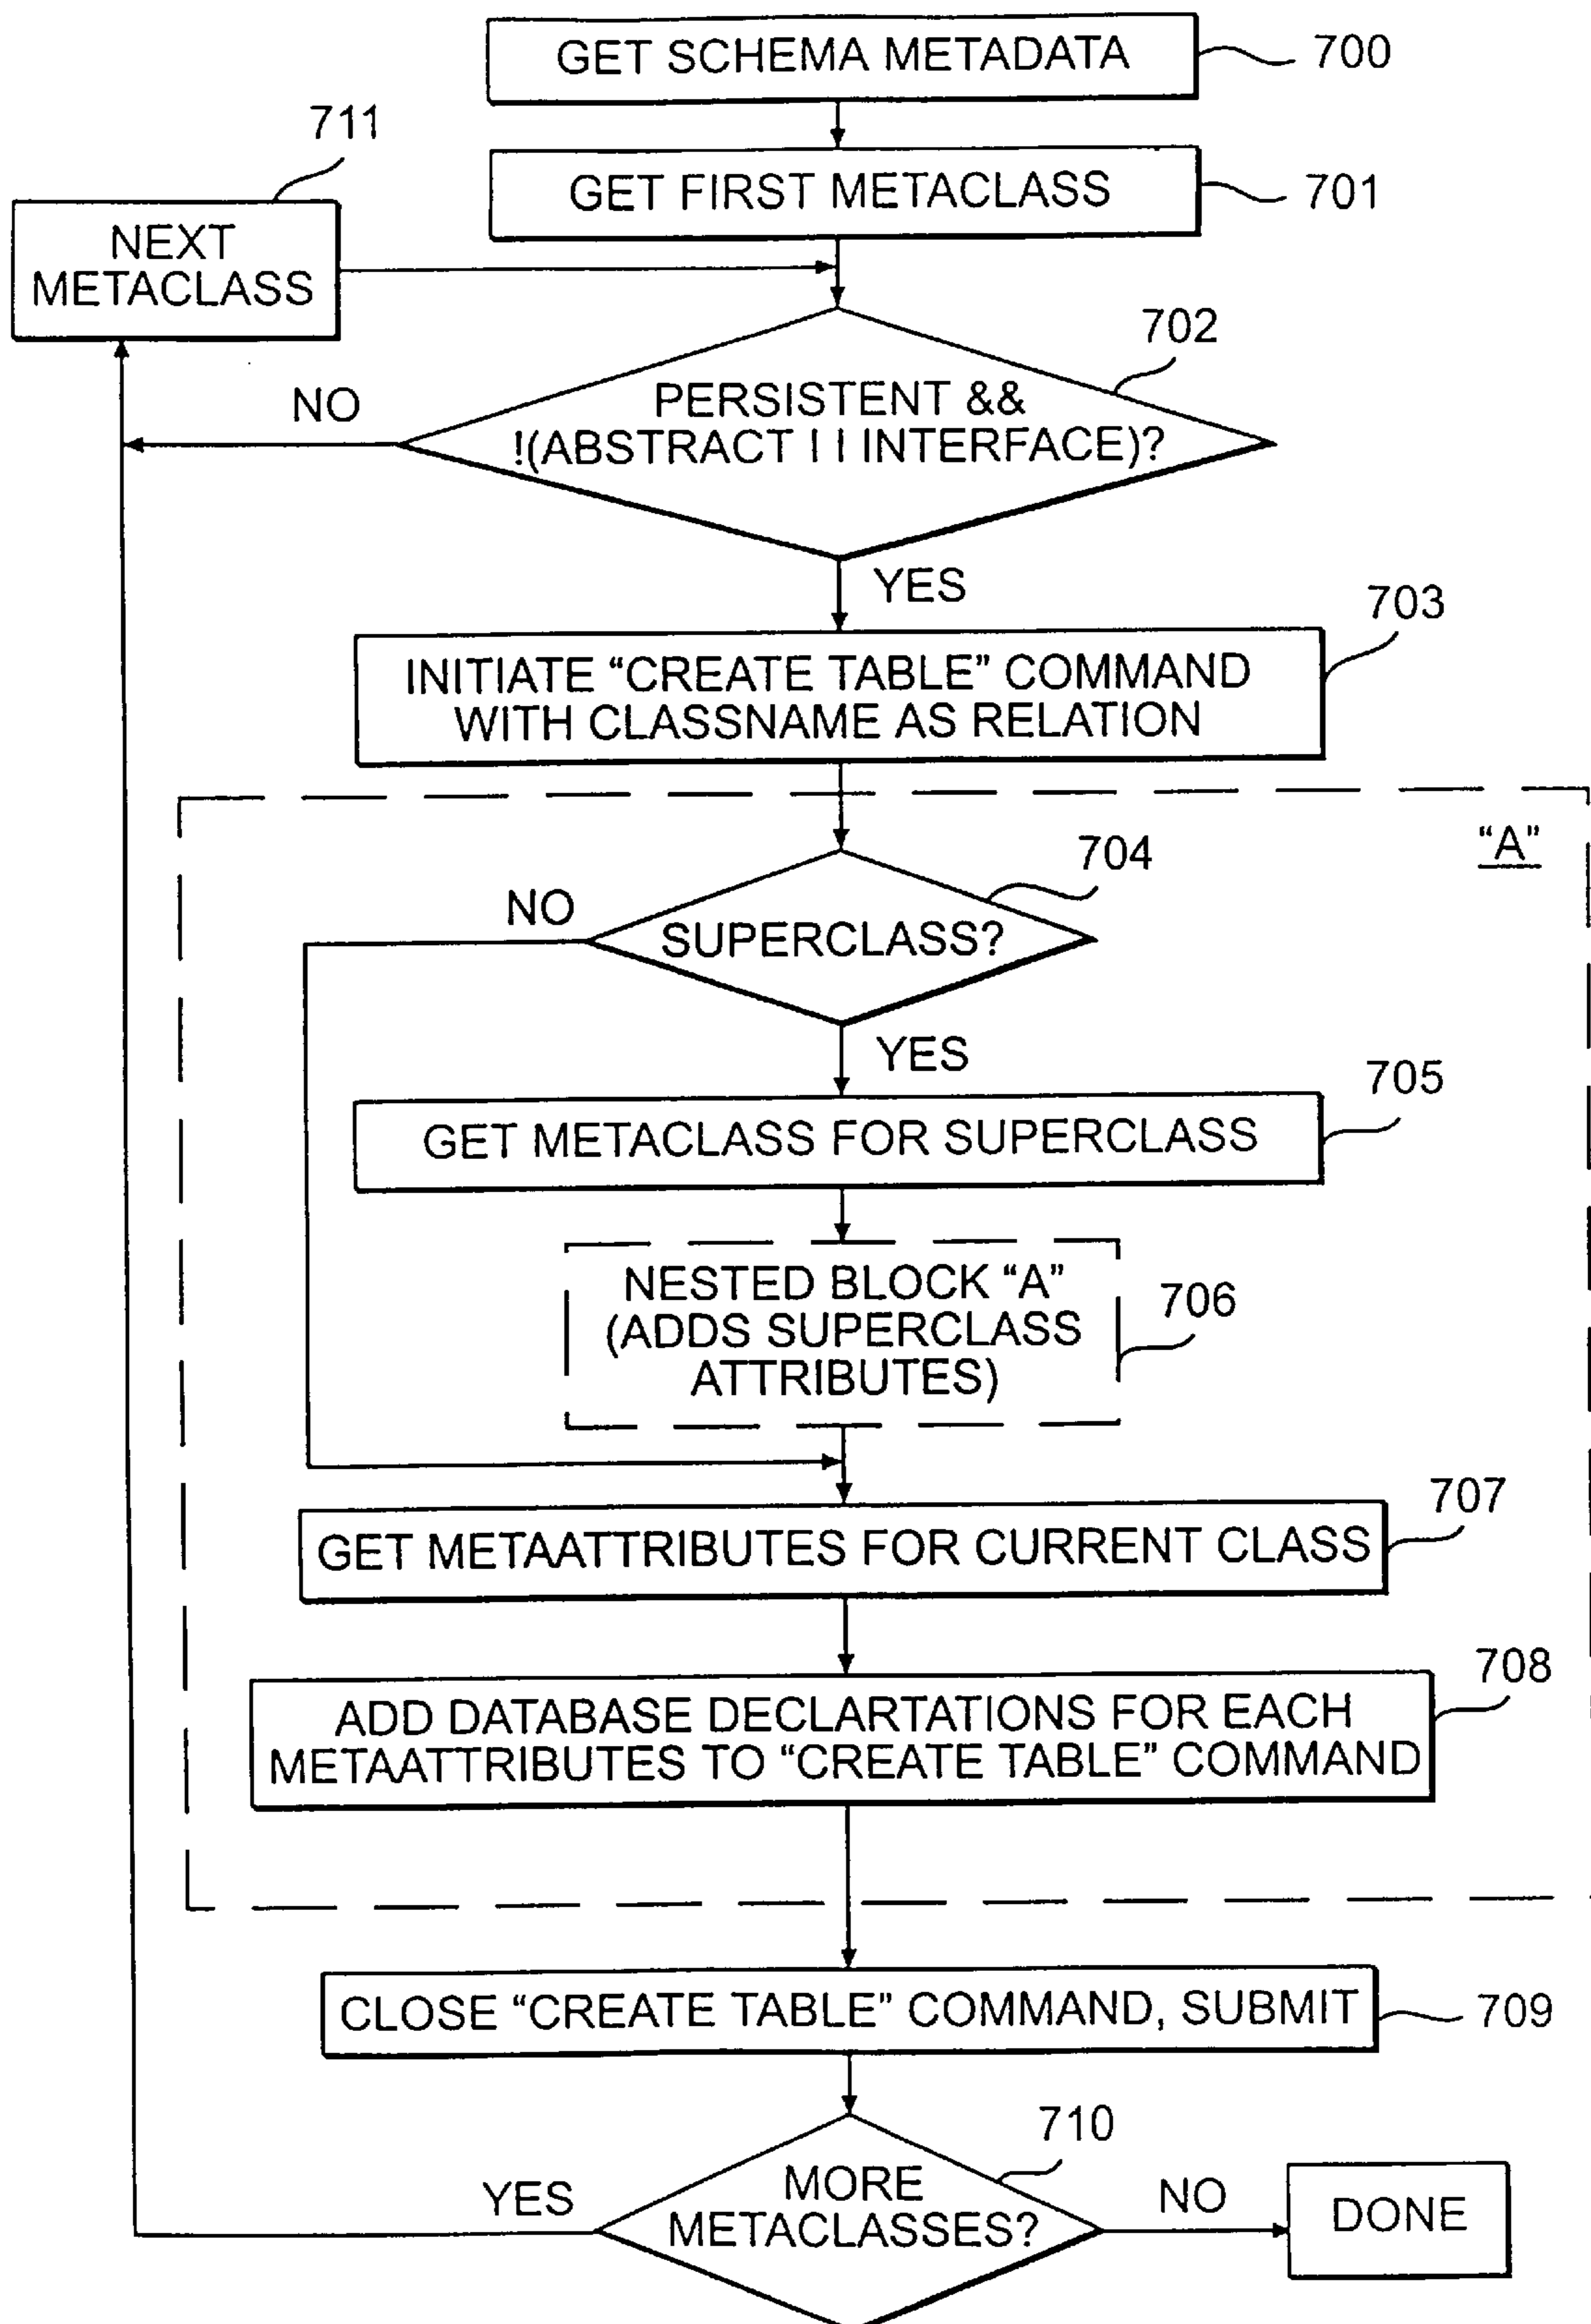 GET SCHEMA METADATA
700
711
GET FIRST METACLASS
701
NEXT
METACLASS
702
NO
PERSISTENT &&
!(ABSTRACT I I INTERFACE)?
YES
703
INITIATE “CREATE TABLE” COMMAND
WITH CLASSNAME AS RELATION
“A”
704
NO
SUPERCLASS?
YES
705
GET METACLASS FOR SUPERCLASS
NESTED BLOCK “A”
(ADDS SUPERCLASS
ATTRIBUTES)
706
707
GET METAATTRIBUTES FOR CURRENT CLASS
708
ADD DATABASE DECLARTATIONS FOR EACH
METAATTRIBUTES TO “CREATE TABLE” COMMAND
CLOSE “CREATE TABLE” COMMAND, SUBMIT
709
710
YES
MORE
METACLASSES?
NO
DONE